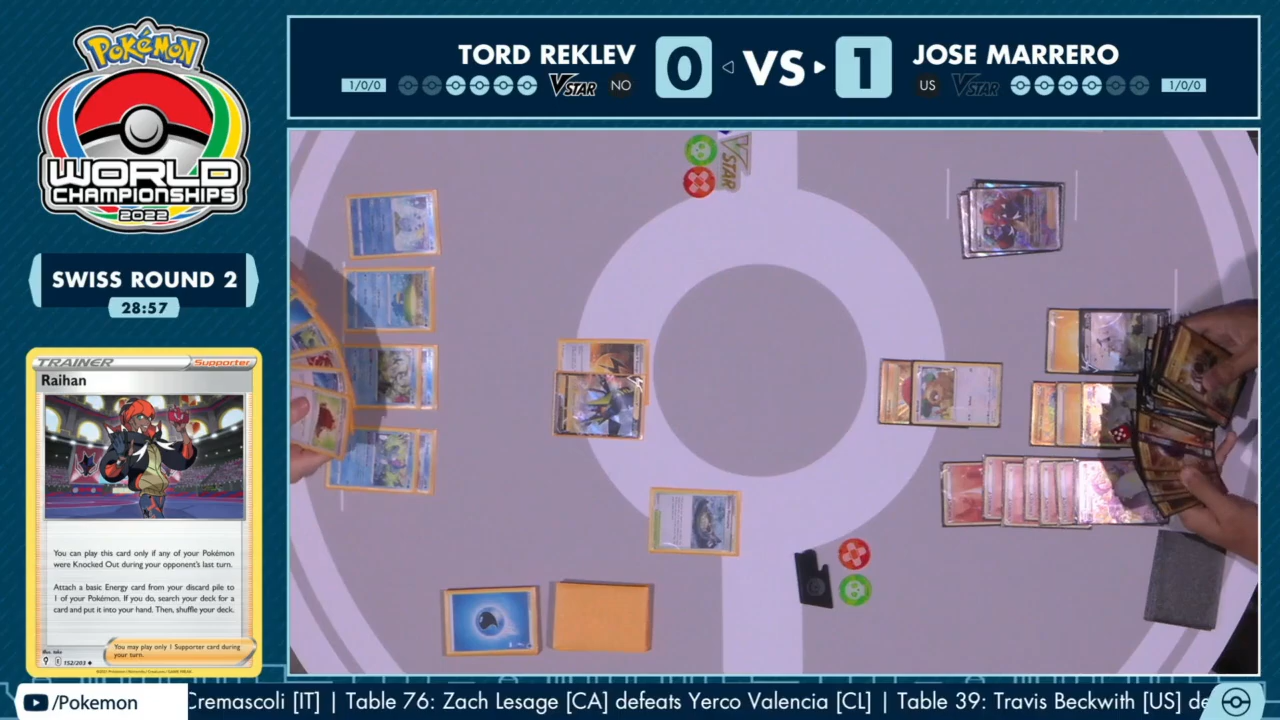 Pokémon
WORLD
CHAMPIONSHIPS
2022
SWISS ROUND 2
28:57
TORD REKLEV
0
VS
1
JOSE MARRERO
1/0/0
VSTAR
NO
US
VSTAR
1/0/0
VSTAR
TRAINER
Supporter
Raihan
You can play this card only if any of your Pokémon
were Knocked Out during your opponent's last turn.
Attach a basic Energy card from your discard pile to
1 of your Pokémon. If you do, search your deck for a
card and put it into your hand. Then, shuffle your deck.
You may play only 1 Supporter card during
your turn.
152/203
/Pokemon
Cremascoli [IT] | Table 76: Zach Lesage [CA] defeats Yerco Valencia [CL] | Table 39: Travis Beckwith [US] de